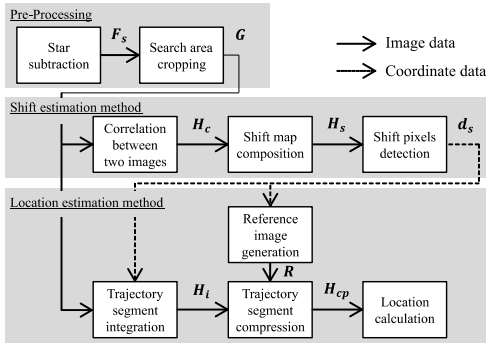 Pre-Processing
Star
subtraction
F_s
Search area
cropping
G
Image data
Coordinate data
Shift estimation method
Correlation
between
two images
H_c
Shift map
composition
H_s
Shift pixels
detection
d_s
Location estimation method
Reference
image
generation
R
Trajectory
segment
integration
H_i
Trajectory
segment
compression
H_cp
Location
calculation